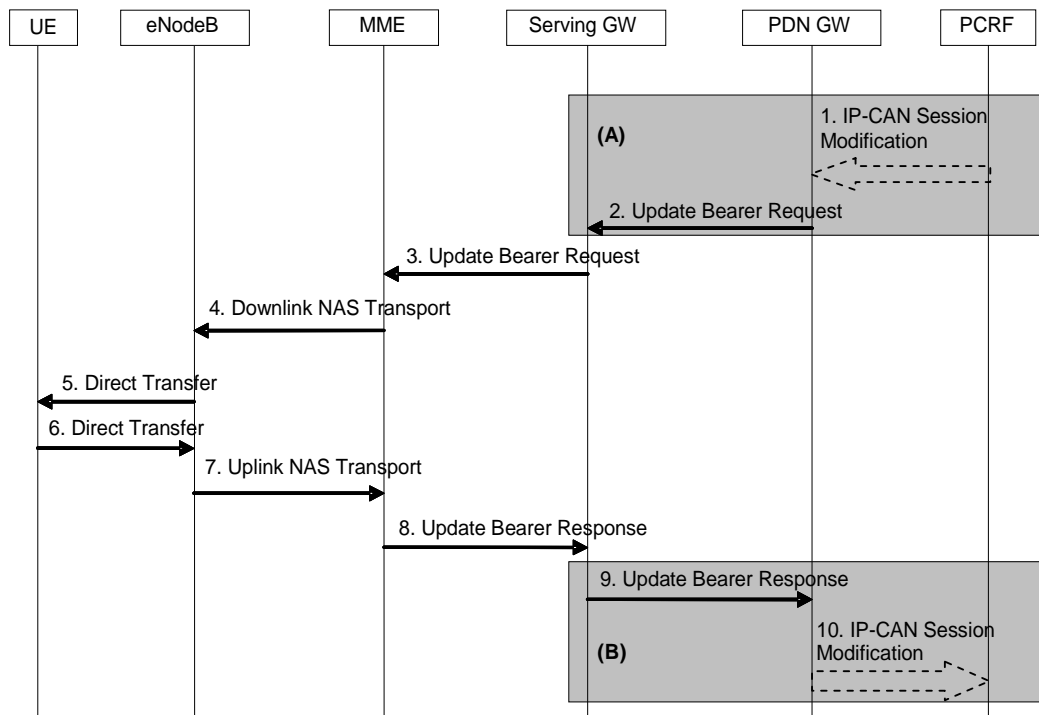 UE eNodeB MME Serving GW PDN GW PCRF
(A)
1. IP-CAN Session
Modification
2. Update Bearer Request
3. Update Bearer Request
4. Downlink NAS Transport
5. Direct Transfer
6. Direct Transfer
7. Uplink NAS Transport
8. Update Bearer Response
9. Update Bearer Response
(B)
10. IP-CAN Session
Modification